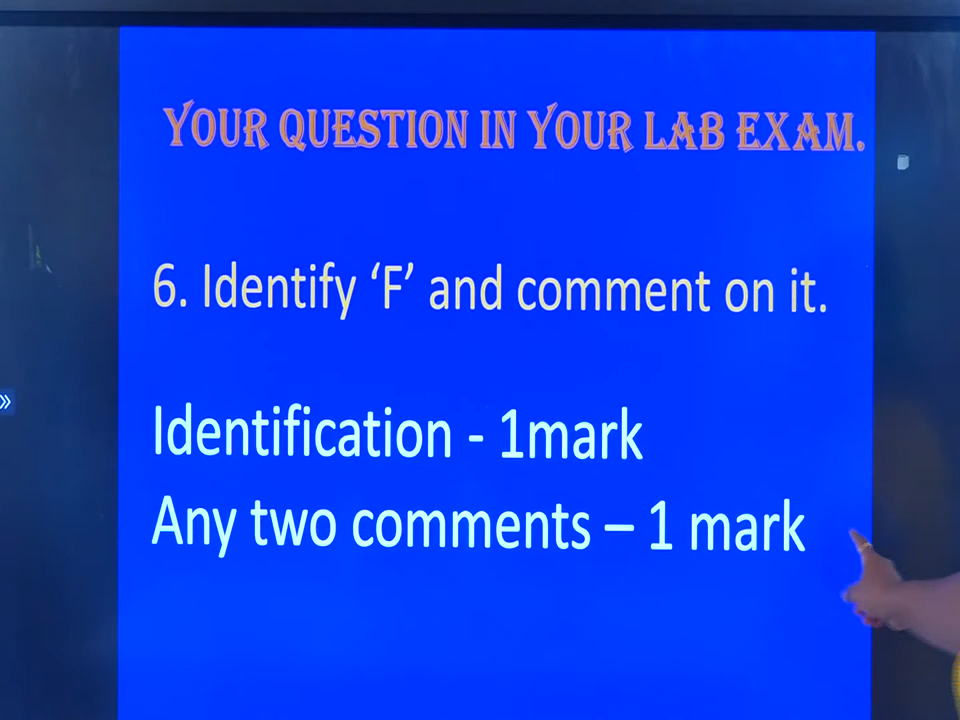 YOUR QUESTION IN YOUR LAB EXAM.
6. Identify ‘F’ and comment on it.
Identification - 1mark
Any two comments – 1 mark